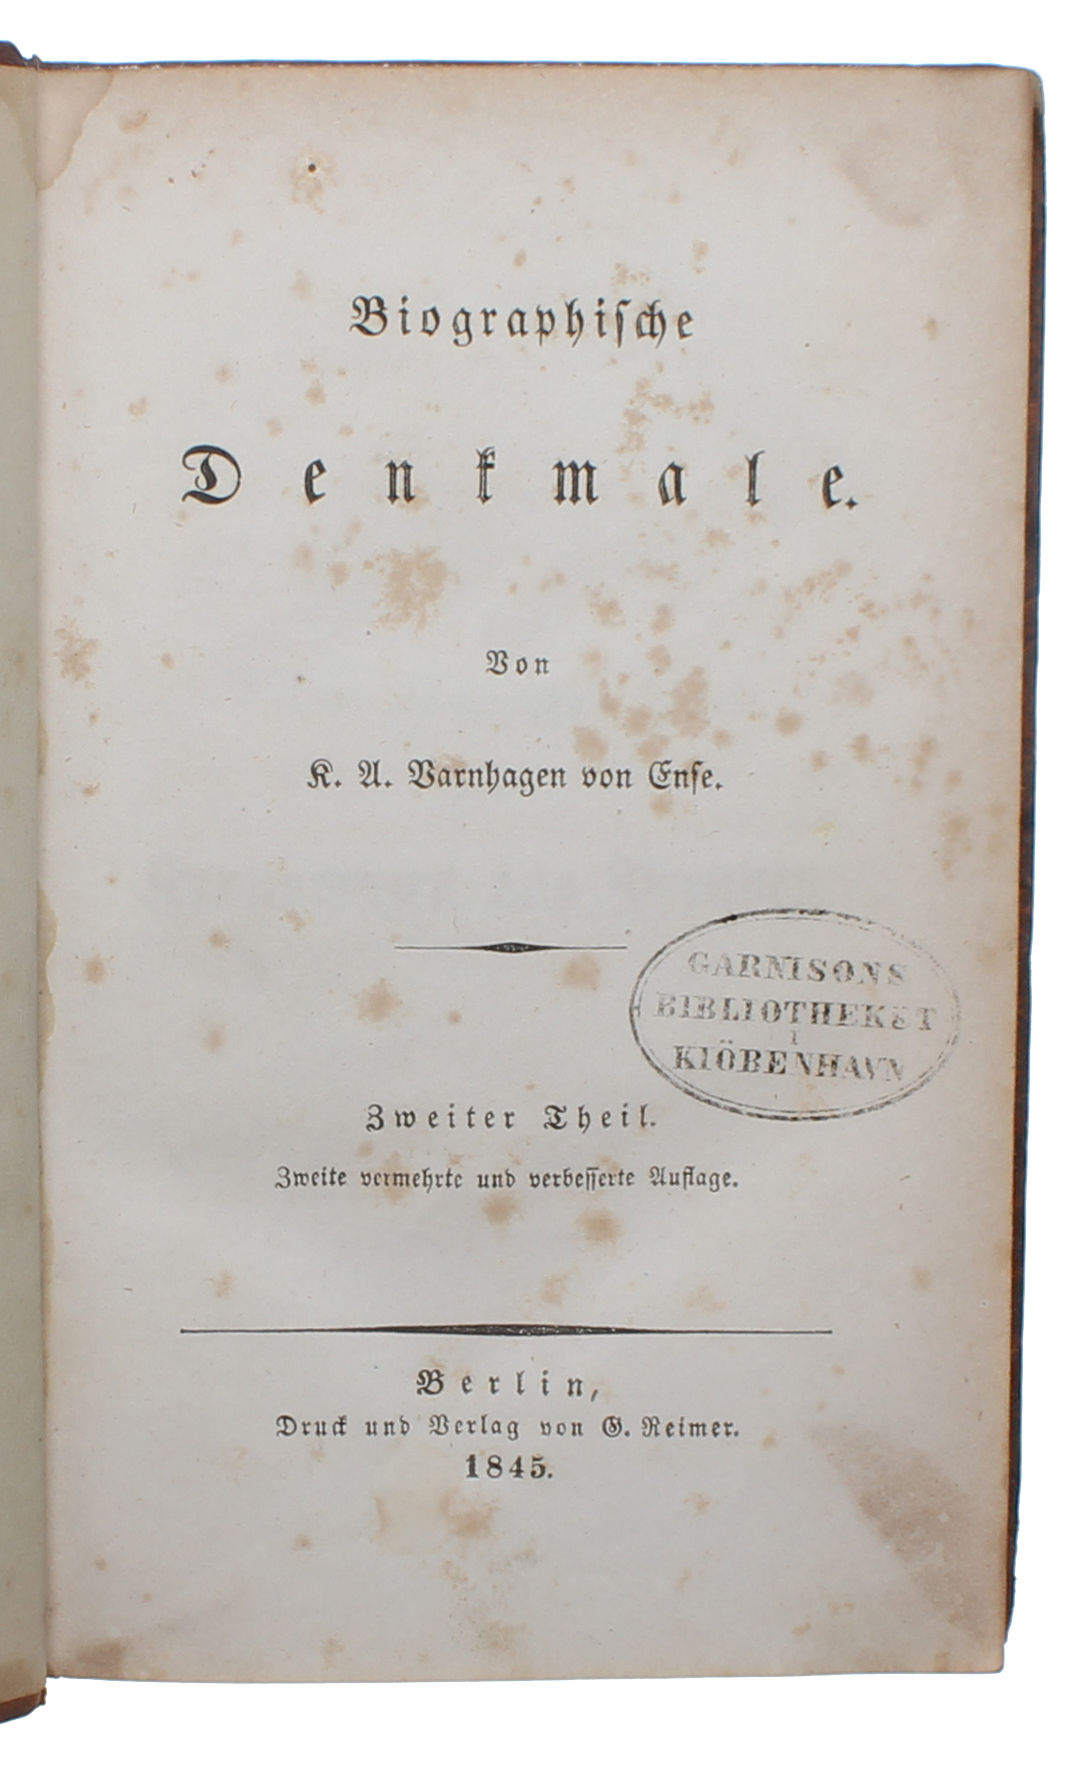 Biographische
Denkmale.
Von
K. A. Varnhagen von Ense.
GARNISONS
BIBLIOTHEKET
I
KIÖBENHAVN
Zweiter Theil.
Zweite vermehrte und verbesserte Auflage.
Berlin,
Druck und Verlag von G. Reimer.
1845.